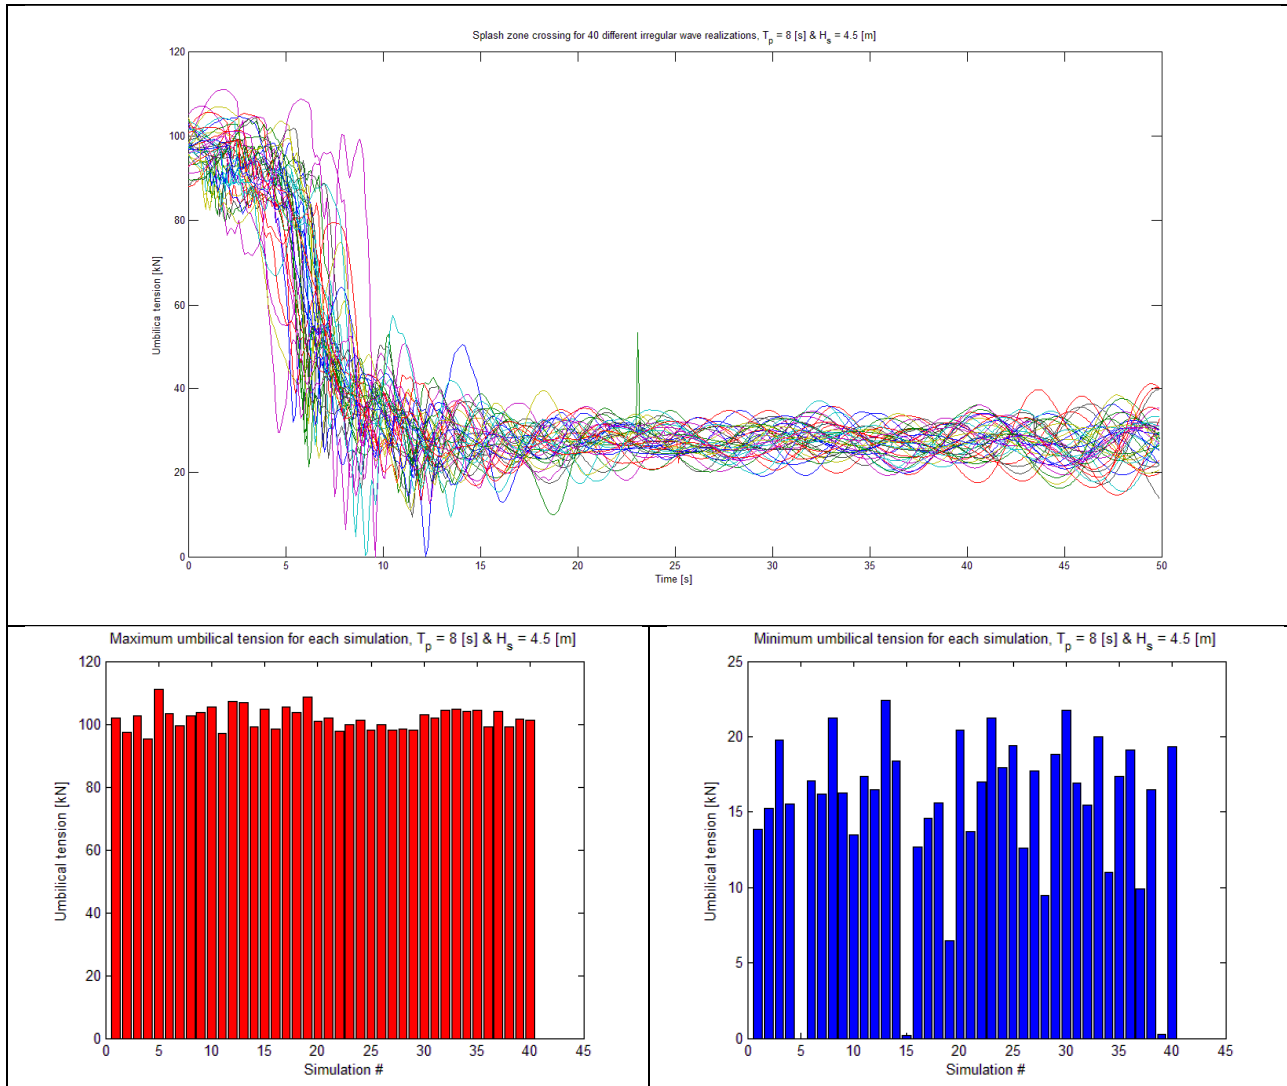 Splash zone crossing for 40 different irregular wave realizations, Tp = 8 [s] & Hs = 4.5 [m]
120
100
80
60
40
20
0
Umbilica tension [kN]
0 5 10 15 20 25 30 35 40 45 50
Time [s]
Maximum umbilical tension for each simulation, Tp = 8 [s] & Hs = 4.5 [m]
120
100
80
60
40
20
0
Umbilical tension [kN]
0 5 10 15 20 25 30 35 40 45
Simulation #
Minimum umbilical tension for each simulation, Tp = 8 [s] & Hs = 4.5 [m]
25
20
15
10
5
0
Umbilical tension [kN]
0 5 10 15 20 25 30 35 40 45
Simulation #